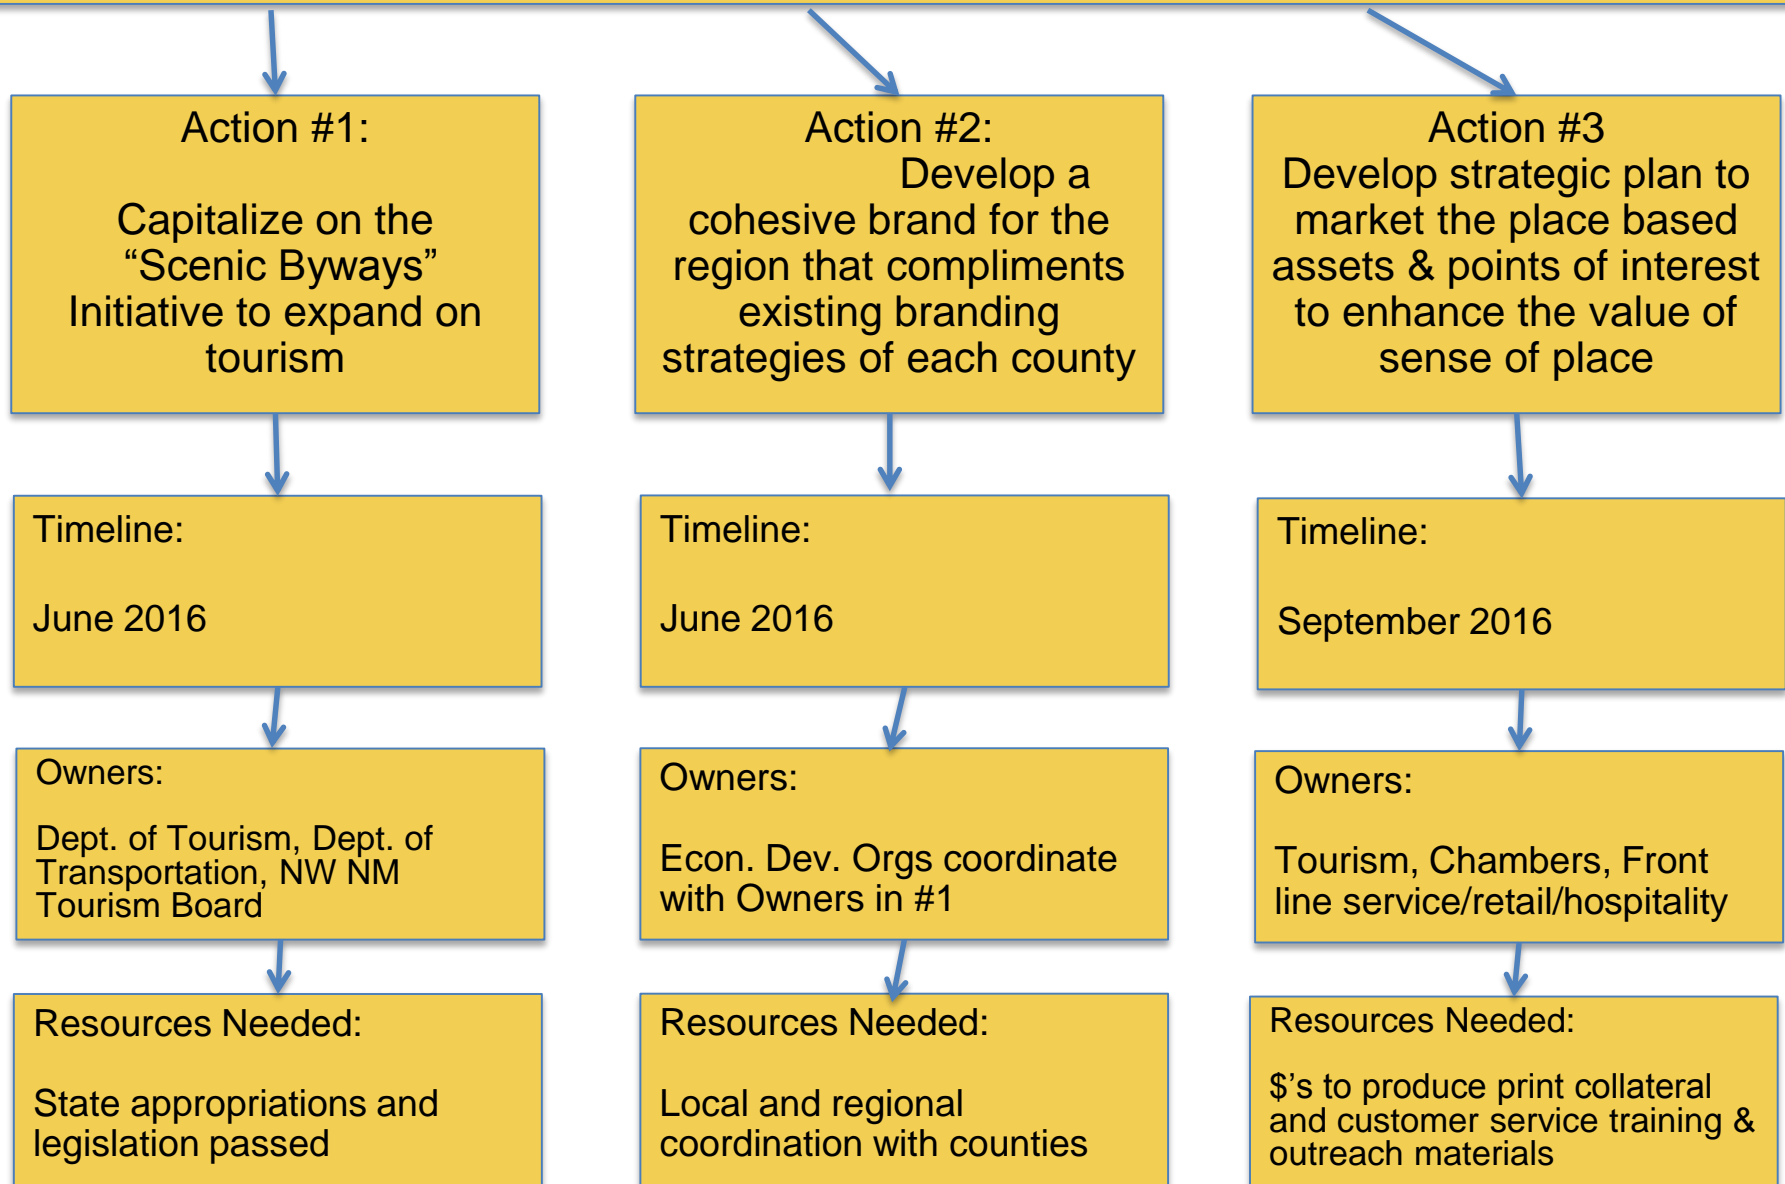 Action #1:
Capitalize on the
“Scenic Byways”
Initiative to expand on
tourism
Timeline:
June 2016
Owners:
Dept. of Tourism, Dept. of
Transportation, NW NM
Tourism Board
Resources Needed:
State appropriations and
legislation passed
Action #2:
Develop a
cohesive brand for the
region that compliments
existing branding
strategies of each county
Timeline:
June 2016
Owners:
Econ. Dev. Orgs coordinate
with Owners in #1
Resources Needed:
Local and regional
coordination with counties
Action #3
Develop strategic plan to
market the place based
assets & points of interest
to enhance the value of
sense of place
Timeline:
September 2016
Owners:
Tourism, Chambers, Front
line service/retail/hospitality
Resources Needed:
$’s to produce print collateral
and customer service training &
outreach materials